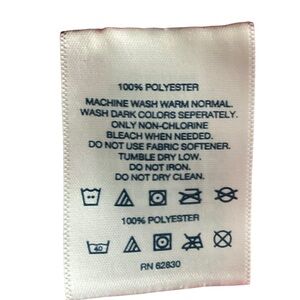 100% POLYESTER
MACHINE WASH WARM NORMAL.
WASH DARK COLORS SEPERATELY.
ONLY NON-CHLORINE
BLEACH WHEN NEEDED.
DO NOT USE FABRIC SOFTENER.
TUMBLE DRY LOW.
DO NOT IRON.
DO NOT DRY CLEAN.
100% POLYESTER
40
RN 62830